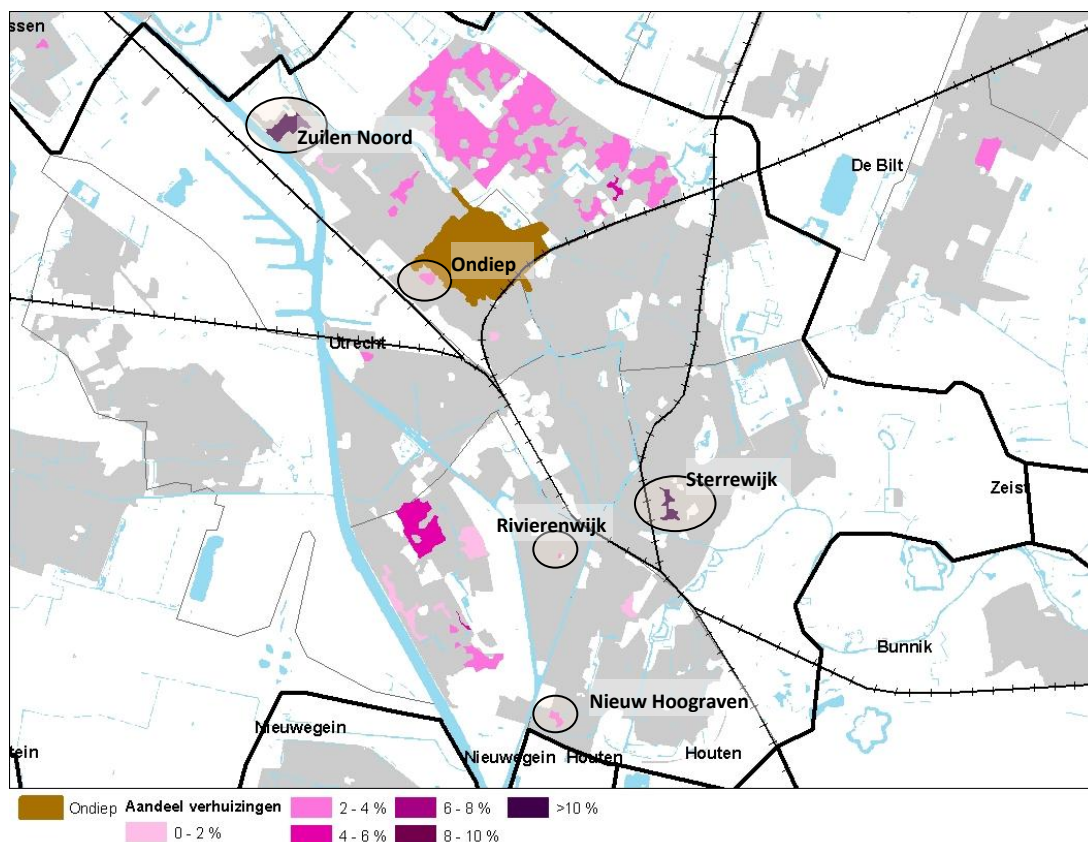 ssen
Zuilen Noord
De Bilt
Ondiep
Utrecht
Sterrewijk
Zeist
Rivierenwijk
Bunnik
Nieuw Hoograven
Nieuwegein
tein
Nieuwegein Houten
Houten
Ondiep
Aandeel verhuizingen
0 - 2 %
2 - 4 %
4 - 6 %
6 - 8 %
8 - 10 %
>10 %